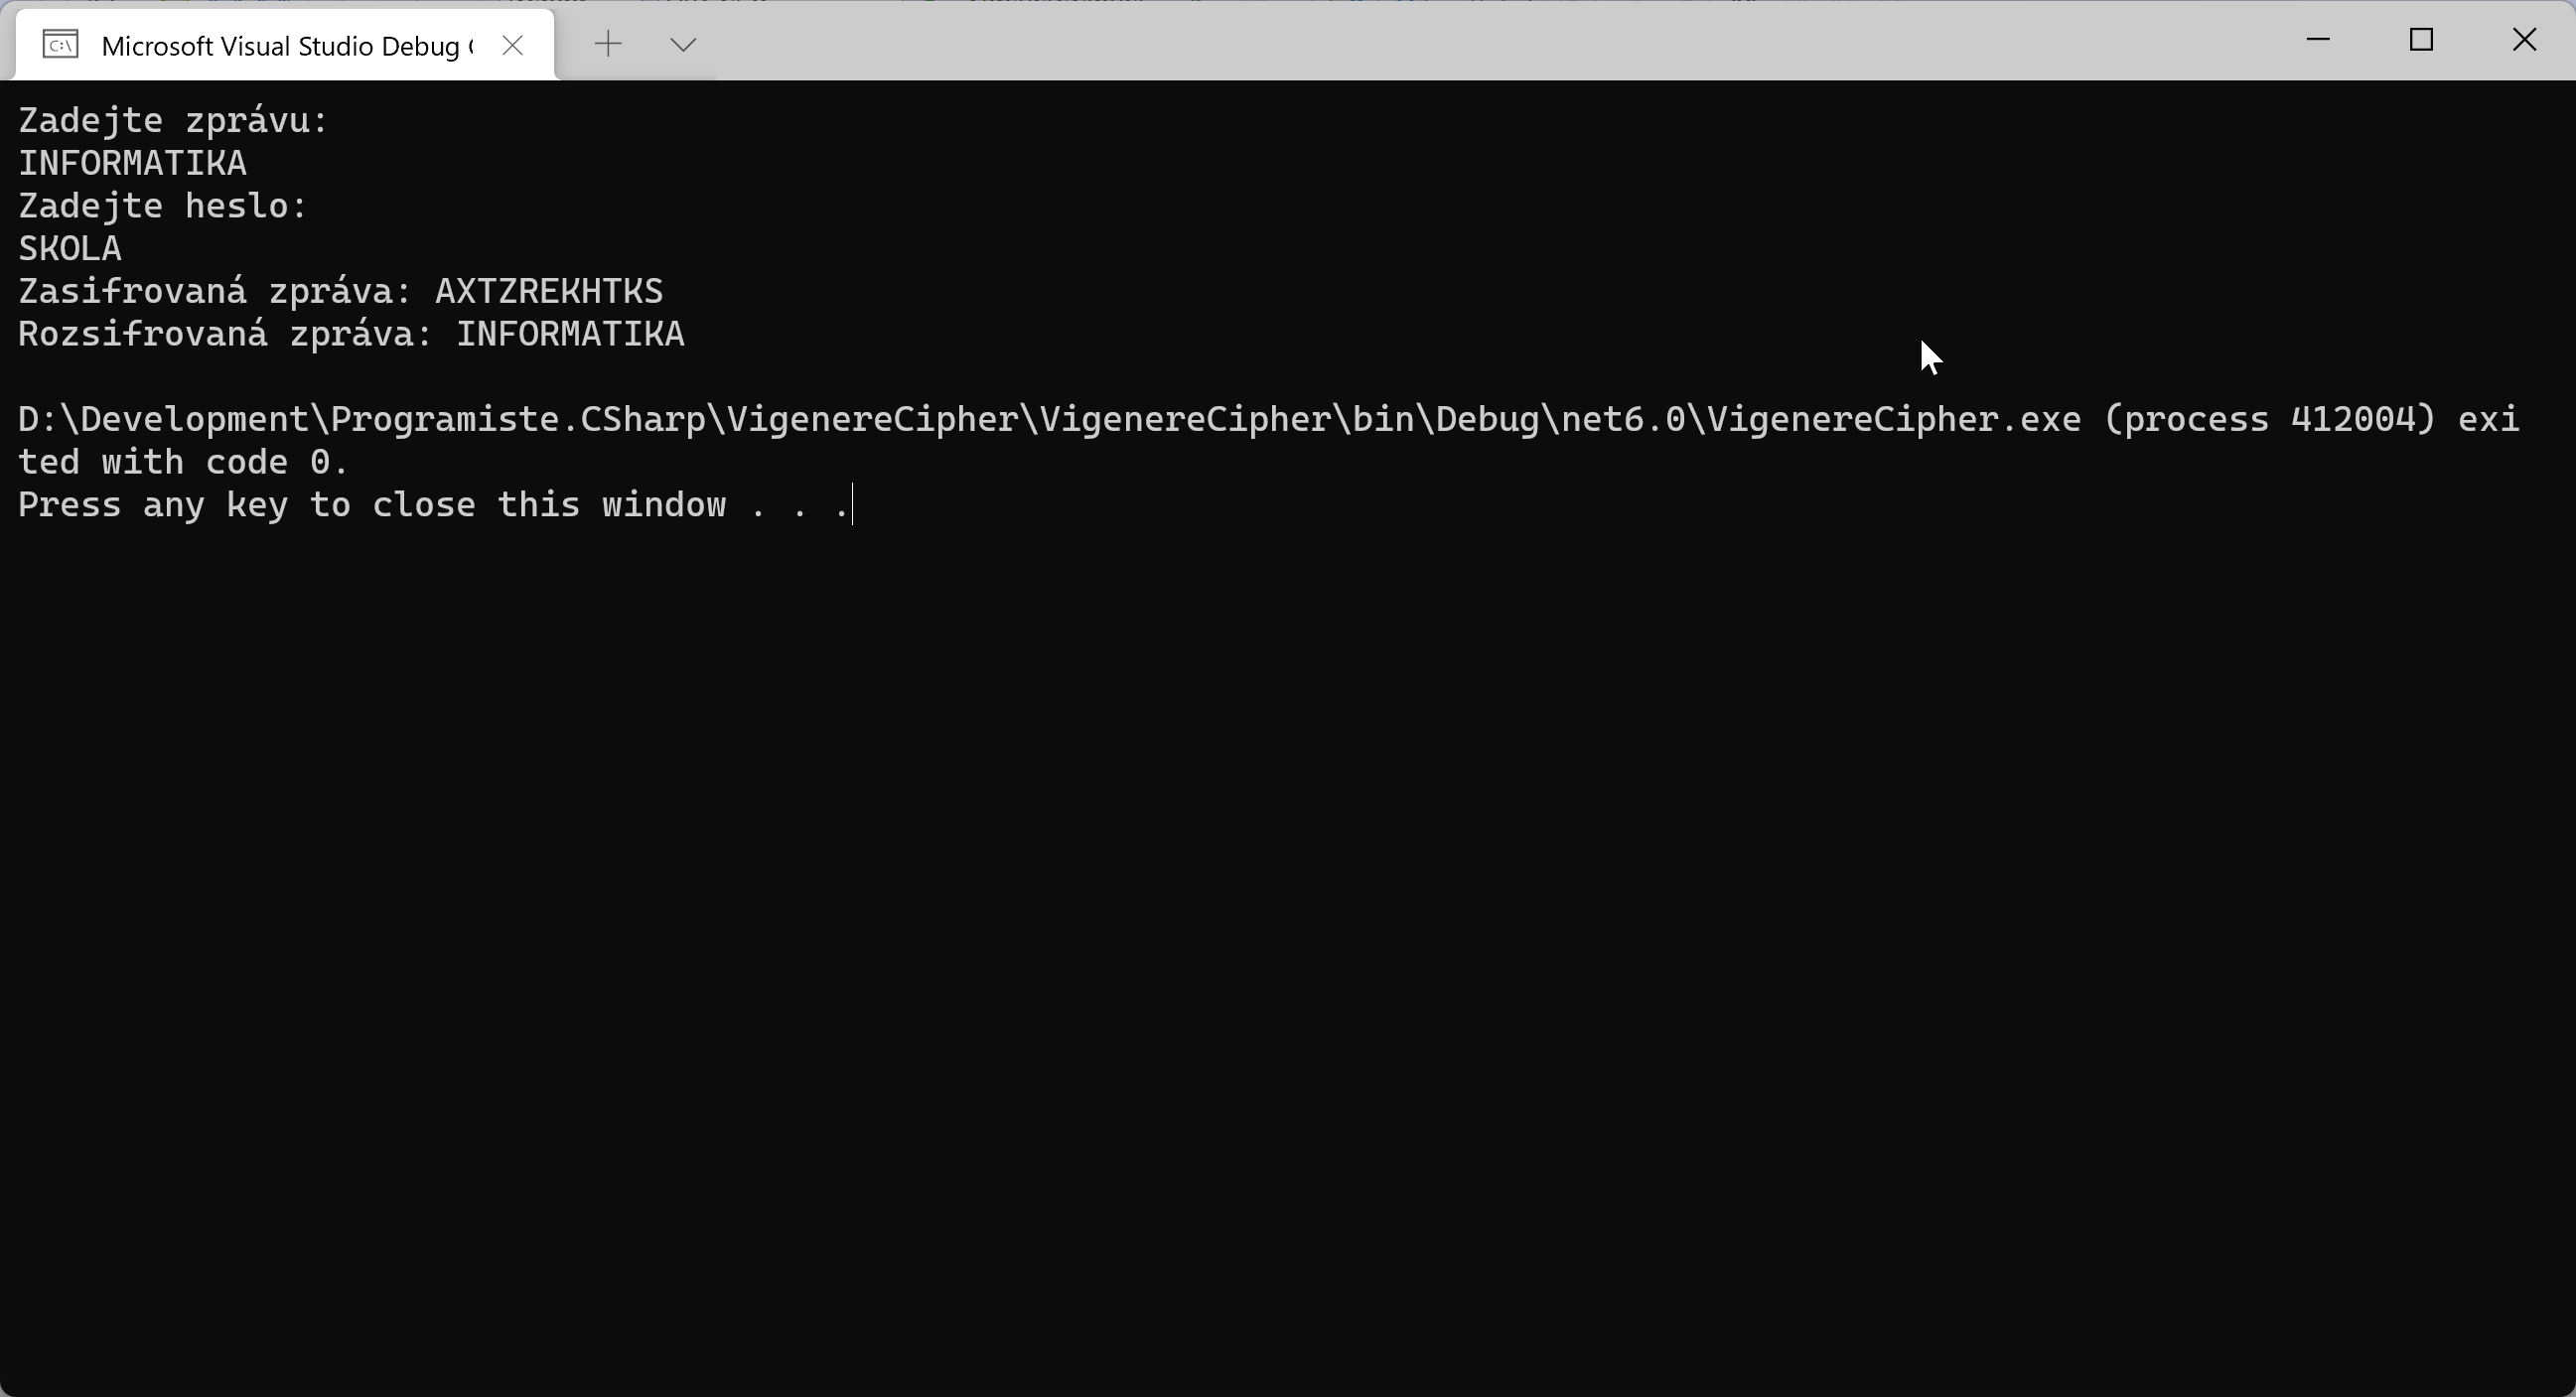 Microsoft Visual Studio Debug
Zadejte zprávu:
INFORMATIKA
Zadejte heslo:
SKOLA
Zasifrovaná zpráva: AXTZREKHTKS
Rozsifrovaná zpráva: INFORMATIKA
D:\Development\Programiste.CSharp\VigenereCipher\VigenereCipher\bin\Debug\net6.0\VigenereCipher.exe (process 412004) exi
ted with code 0.
Press any key to close this window . . .